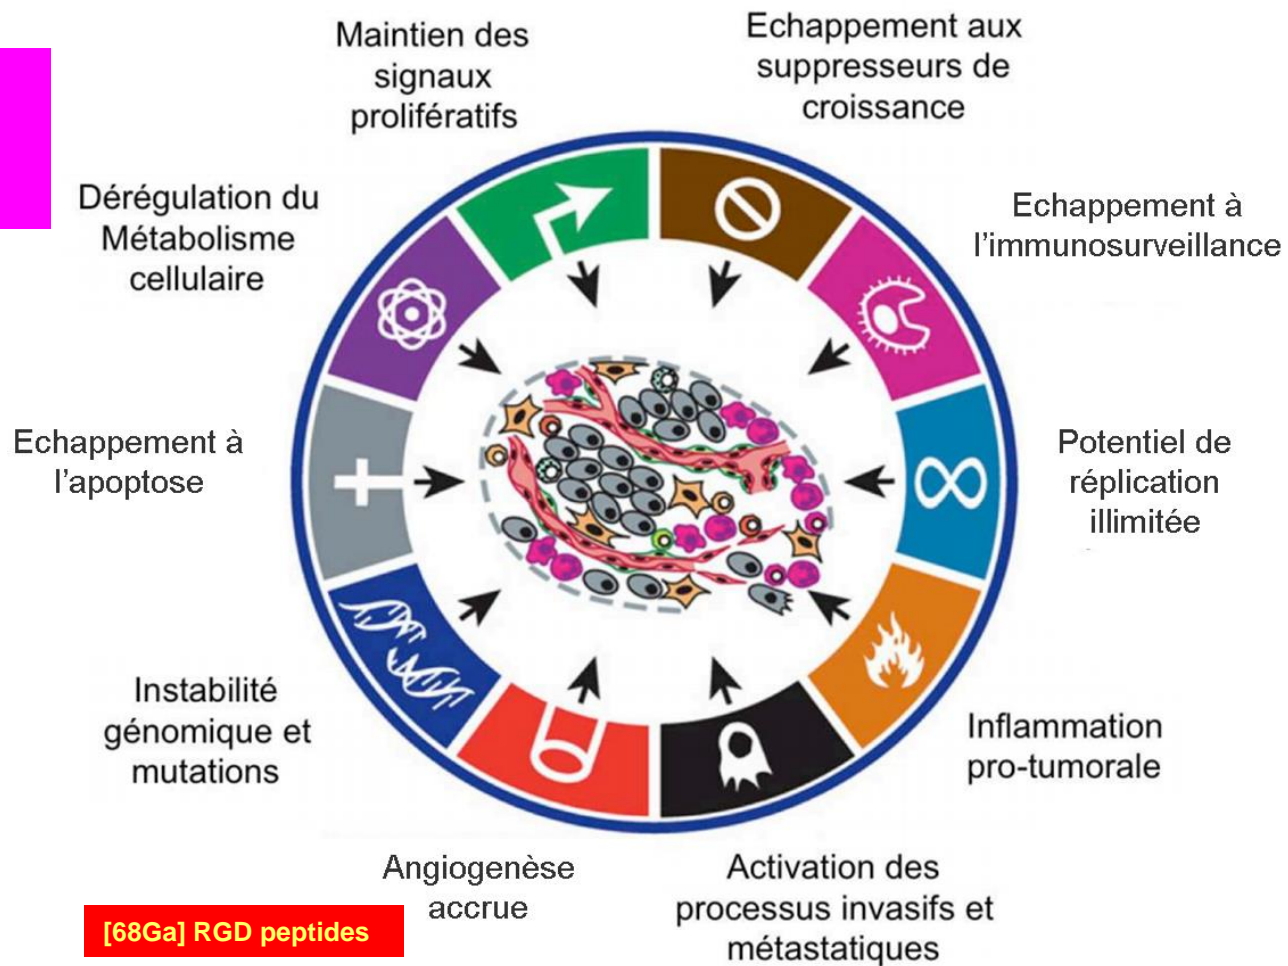 Maintien des
signaux
prolifératifs
Echappement aux
suppresseurs de
croissance
Dérégulation du
Métabolisme
cellulaire
Echappement à
l'immunosurveillance
Echappement à
l'apoptose
Potentiel de
réplication
illimitée
Instabilité
génomique et
mutations
Inflammation
pro-tumorale
Angiogenèse
accrue
Activation des
processus invasifs et
métastatiques
[68Ga] RGD peptides